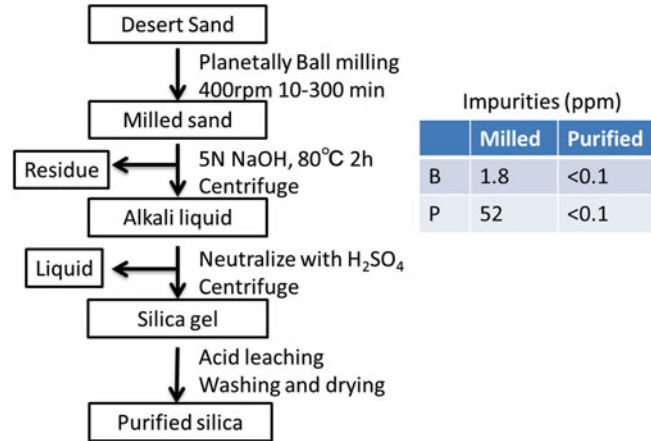 Desert Sand
Planetally Ball milling
400rpm 10-300 min
Milled sand
Residue
5N NaOH, 80℃ 2h
Centrifuge
Alkali liquid
Liquid
Neutralize with H₂SO₄
Centrifuge
Silica gel
Acid leaching
Washing and drying
Purified silica
Impurities (ppm)
Milled Purified
B 1.8 <0.1
P 52 <0.1